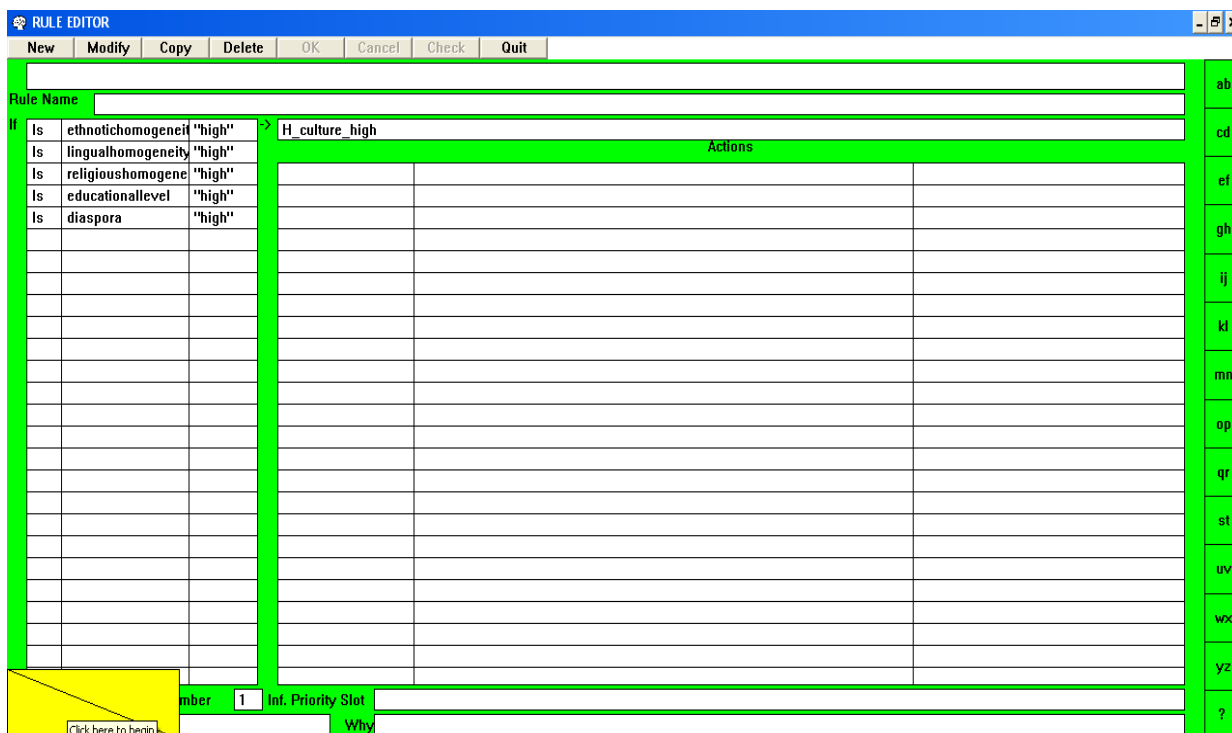 RULE EDITOR
New Modify Copy Delete OK Cancel Check Quit
Rule Name
If Is ethnotichomogeneit "high" -> H_culture_high
Is lingualhomogeneity "high" Actions
Is religioushomogene "high"
Is educationallevel "high"
Is diaspora "high"
ab
cd
ef
gh
ij
kl
mn
op
qr
st
uv
wx
yz
?
mber 1 Inf. Priority Slot
Why
Click here to begin